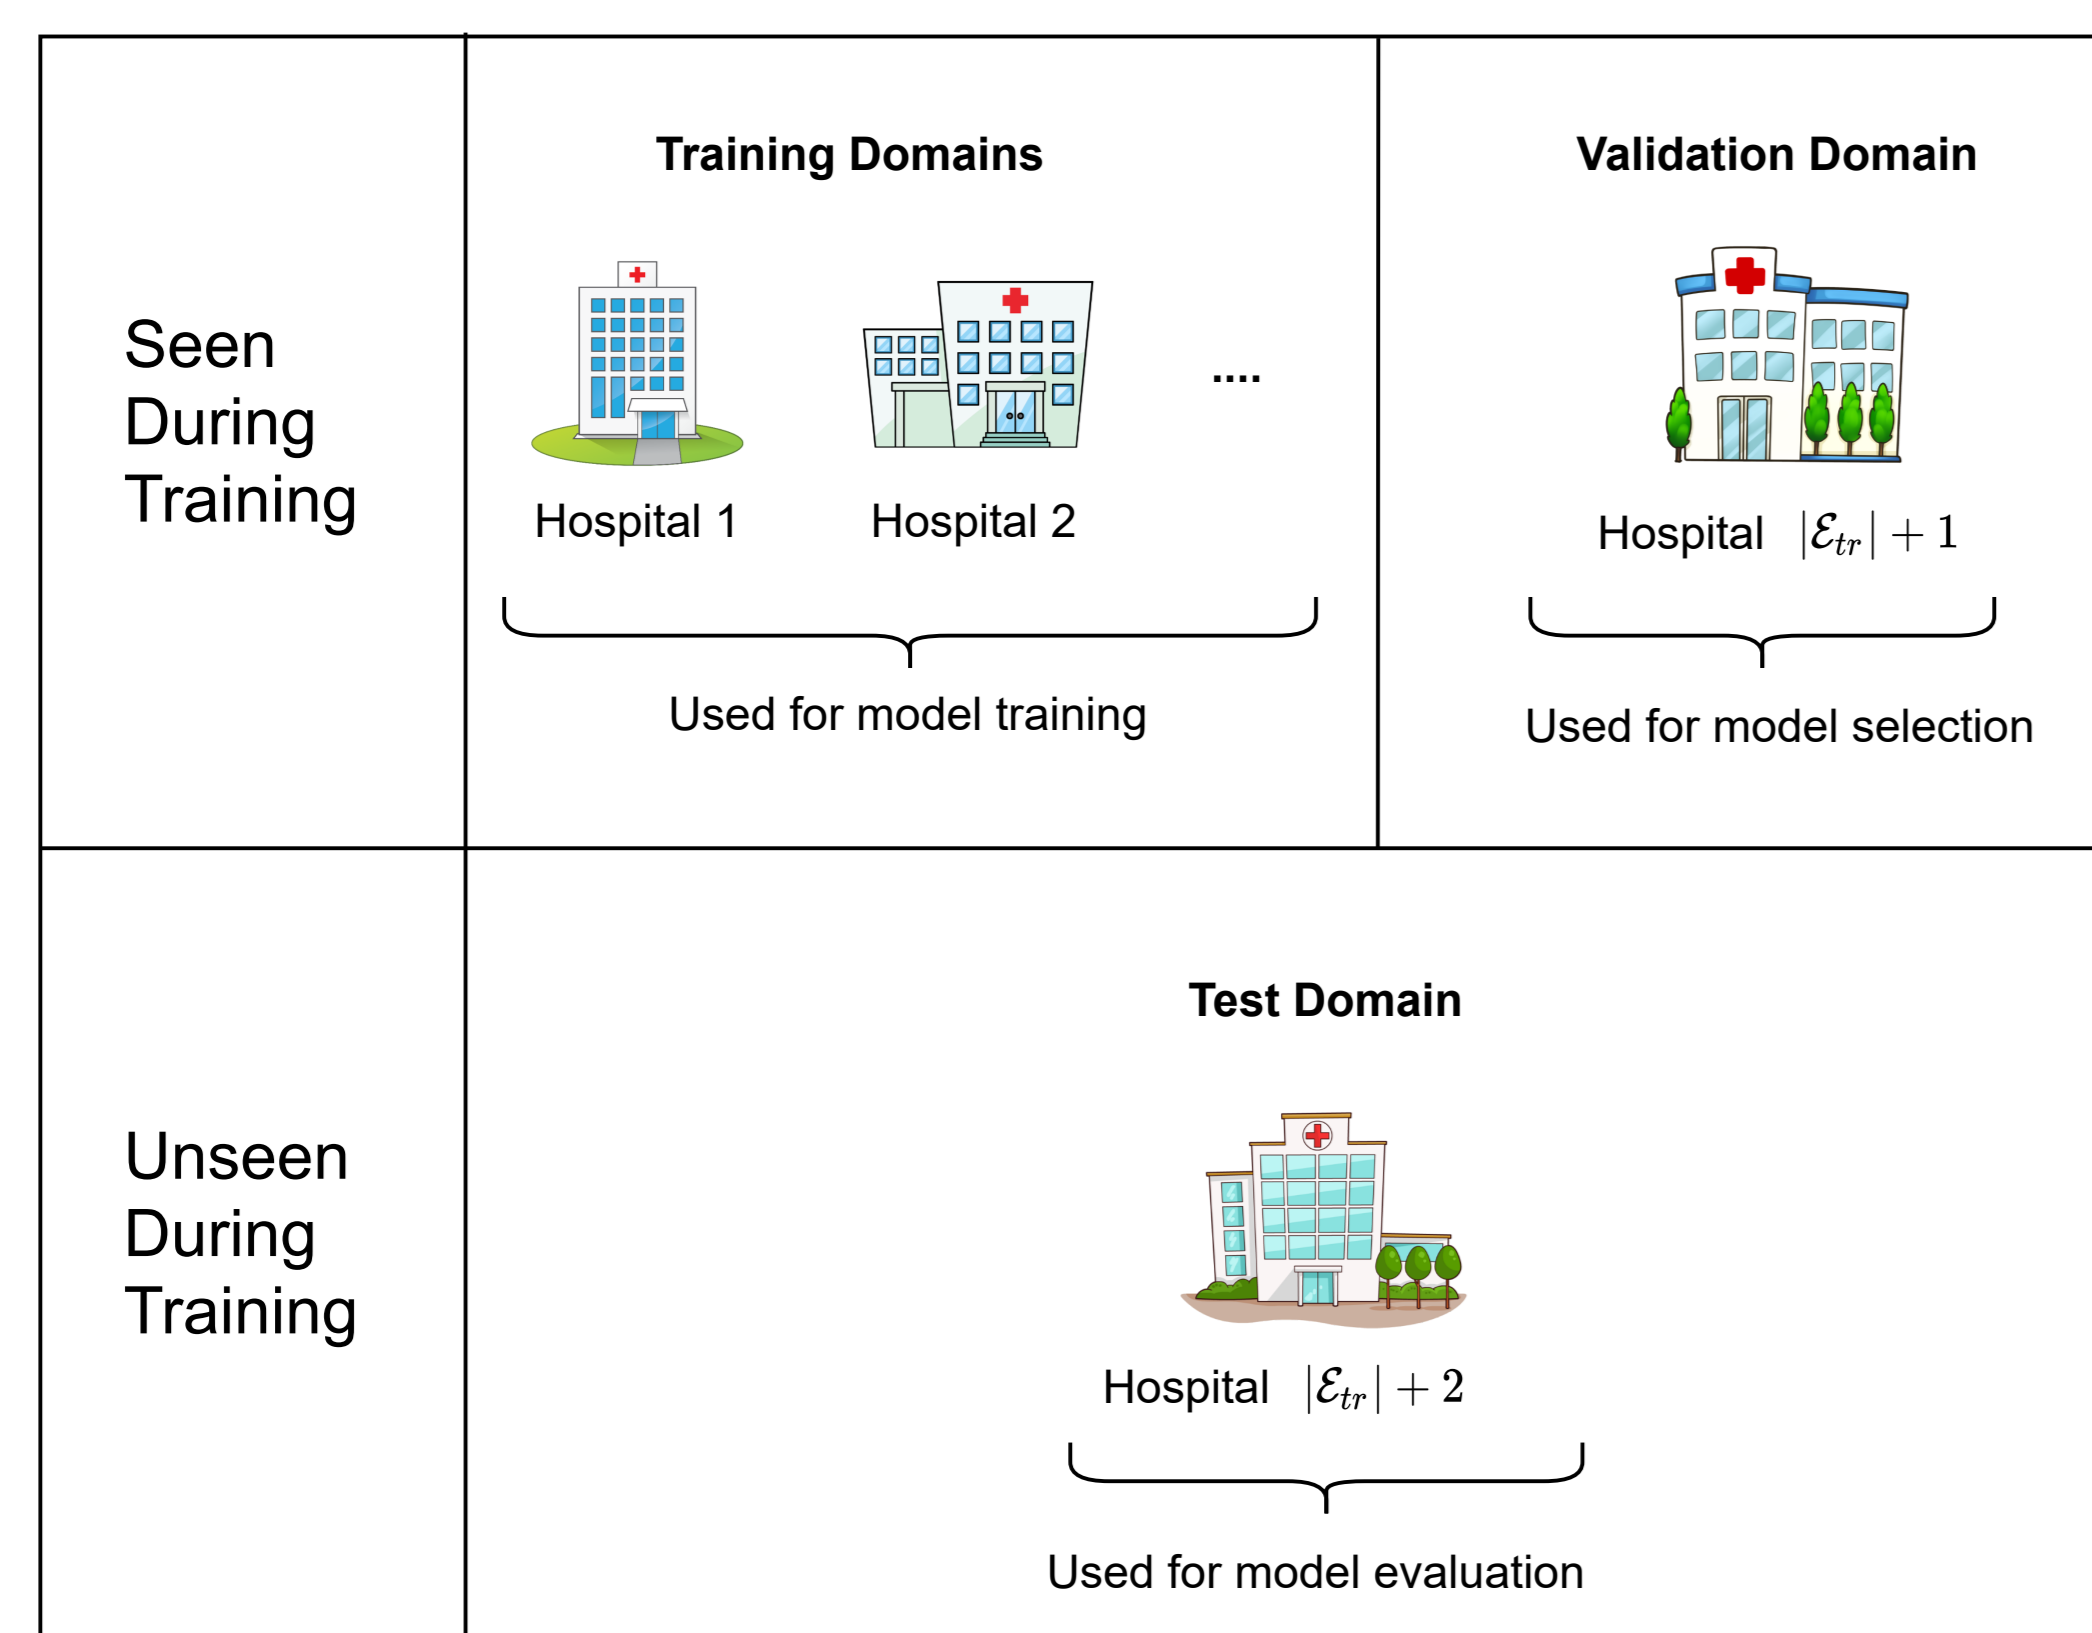 Seen
During
Training
Training Domains
Hospital 1
Hospital 2
....
Used for model training
Validation Domain
Hospital |ℰ_tr| + 1
Used for model selection
Unseen
During
Training
Test Domain
Hospital |ℰ_tr| + 2
Used for model evaluation